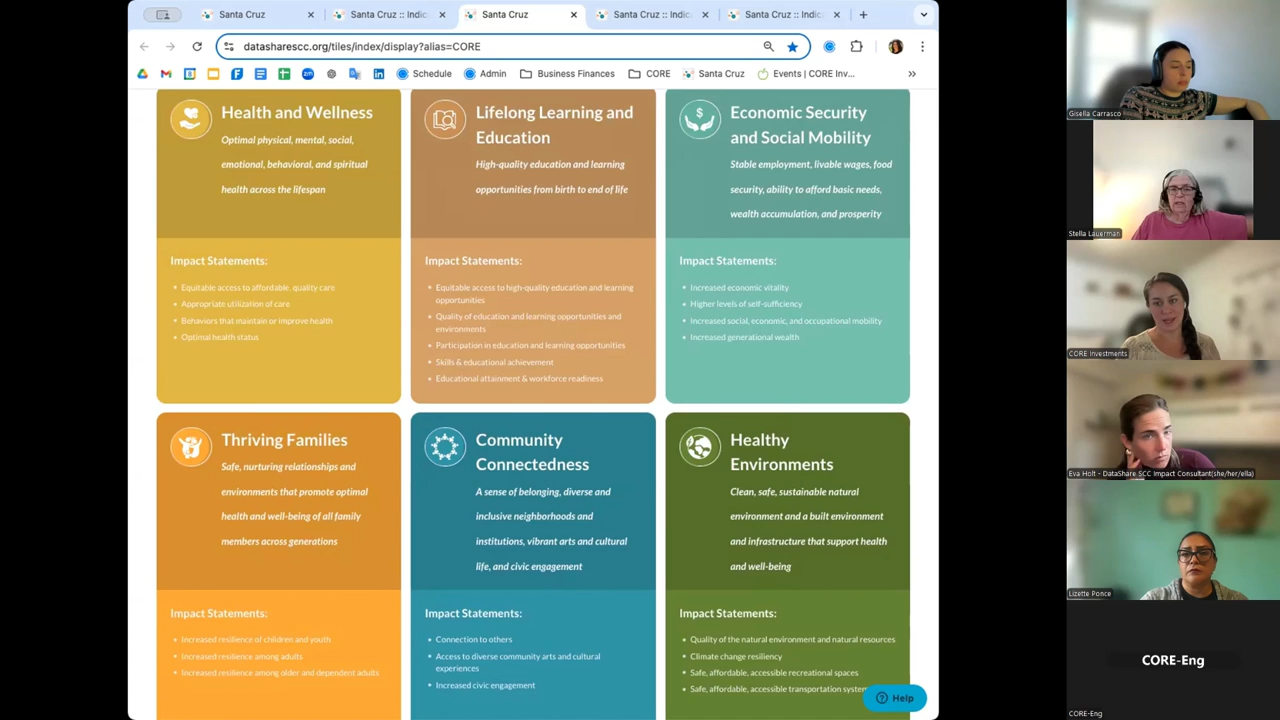 Santa Cruz
Santa Cruz :: Indic
Santa Cruz
Santa Cruz :: Indic
Santa Cruz :: Indic
datasharescc.org/tiles/index/display?alias=CORE
Schedule
Admin
Business Finances
CORE
Santa Cruz
Events | CORE Inv...
Health and Wellness
Optimal physical, mental, social,
emotional, behavioral, and spiritual
health across the lifespan
Impact Statements:
Equitable access to affordable, quality care
Appropriate utilization of care
Behaviors that maintain or improve health
Optimal health status
Lifelong Learning and
Education
High-quality education and learning
opportunities from birth to end of life
Impact Statements:
Equitable access to high-quality education and learning
opportunities
Quality of education and learning opportunities and
environments
Participation in education and learning opportunities
Skills & educational achievement
Educational attainment & workforce readiness
Economic Security
and Social Mobility
Stable employment, livable wages, food
security, ability to afford basic needs,
wealth accumulation, and prosperity
Impact Statements:
Increased economic vitality
Higher levels of self-sufficiency
Increased social, economic, and occupational mobility
Increased generational wealth
Thriving Families
Safe, nurturing relationships and
environments that promote optimal
health and well-being of all family
members across generations
Impact Statements:
Increased resilience of children and youth
Increased resilience among adults
Increased resilience among older and dependent adults
Community
Connectedness
A sense of belonging, diverse and
inclusive neighborhoods and
institutions, vibrant arts and cultural
life, and civic engagement
Impact Statements:
Connection to others
Access to diverse community arts and cultural
experiences
Increased civic engagement
Healthy
Environments
Clean, safe, sustainable natural
environment and a built environment
and infrastructure that support health
and well-being
Impact Statements:
Quality of the natural environment and natural resources
Climate change resiliency
Safe, affordable, accessible recreational spaces
Safe, affordable, accessible transportation system
Help
Gisella Carrasco
Stella Lauerman
CORE Investments
Eva Holt - DataShare SCC Impact Consultant(she/her/ella)
Lizette Ponce
CORE-Eng
CORE-Eng